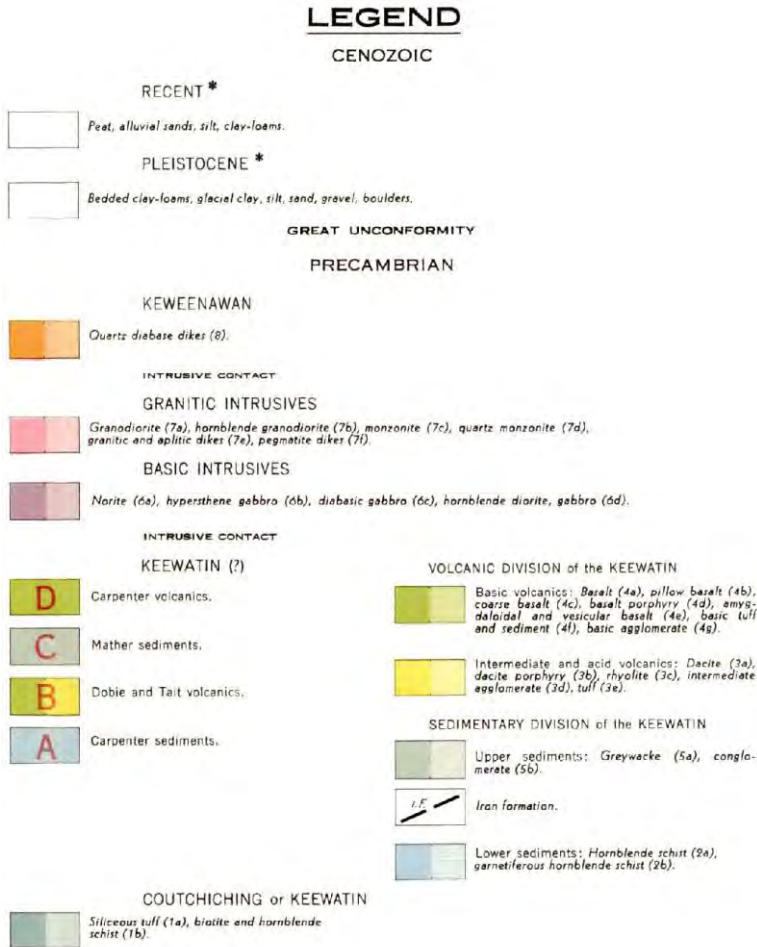 LEGEND
CENOZOIC
RECENT *
Peat, alluvial sands, silt, clay-loams.
PLEISTOCENE *
Bedded clay-loams, glacial clay, silt, sand, gravel, boulders.
GREAT UNCONFORMITY
PRECAMBRIAN
KEWEENAWAN
Quartz diabase dikes (8).
INTRUSIVE CONTACT
GRANITIC INTRUSIVES
Granodiorite (7a), hornblende granodiorite (7b), monzonite (7c), quartz monzonite (7d),
granitic and aplitic dikes (7e), pegmatite dikes (7f).
BASIC INTRUSIVES
Norite (6a), hypersthene gabbro (6b), diabasic gabbro (6c), hornblende diorite, gabbro (6d).
INTRUSIVE CONTACT
KEEWATIN (?)
D Carpenter volcanics.
C Mather sediments.
B Dobie and Tait volcanics.
A Carpenter sediments.
VOLCANIC DIVISION of the KEEWATIN
Basic volcanics: Basalt (4a), pillow basalt (4b),
coarse basalt (4c), basalt porphyry (4d), amyg-
daloidal and vesicular basalt (4e), basic tuff
and sediment (4f), basic agglomerate (4g).
Intermediate and acid volcanics: Dacite (3a),
dacite porphyry (3b), rhyolite (3c), intermediate
agglomerate (3d), tuff (3e).
SEDIMENTARY DIVISION of the KEEWATIN
Upper sediments: Greywacke (5a), conglo-
merate (5b).
I.F. Iron formation.
Lower sediments: Hornblende schist (2a),
garnetiferous hornblende schist (2b).
COUTCHICHING or KEEWATIN
Siliceous tuff (1a), biotite and hornblende
schist (1b).